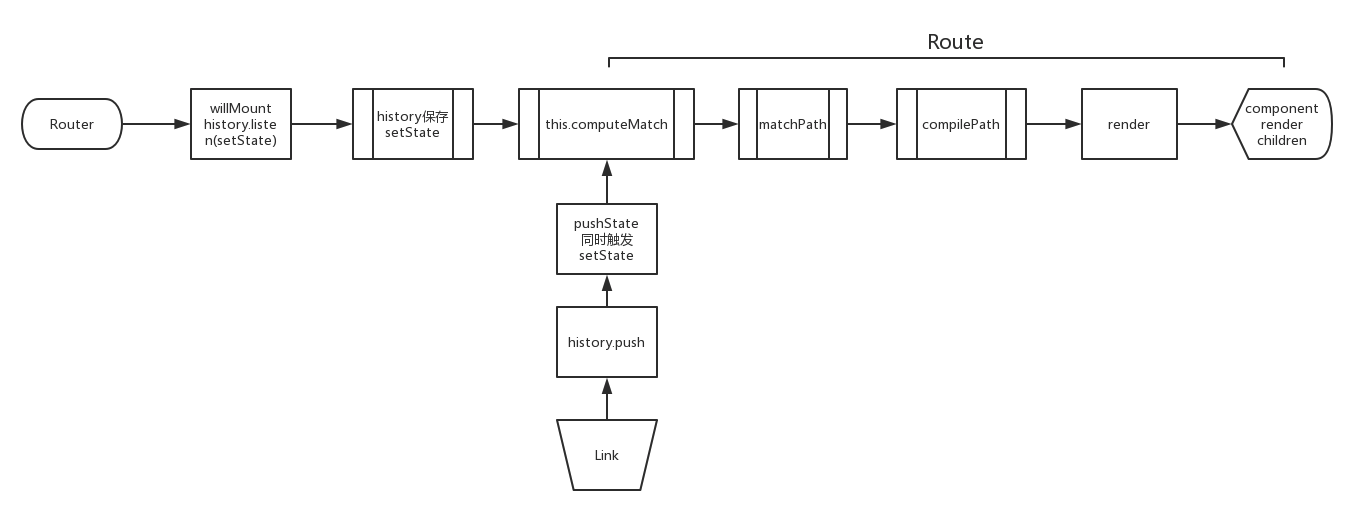 Route
Router
willMount
history.liste
n(setState)
history保存
setState
this.computeMatch
matchPath
compilePath
render
component
render
children
pushState
同时触发
setState
history.push
Link